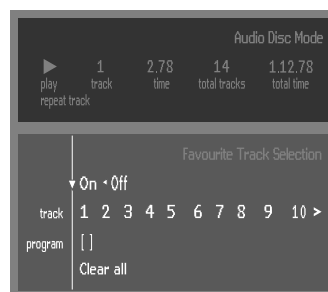 Audio Disc Mode
1 2.78 14 1.12.78
play track time total tracks total time
repeat track
Favourite Track Selection
On Off
track 1 2 3 4 5 6 7 8 9 10 >
program [ ]
Clear all